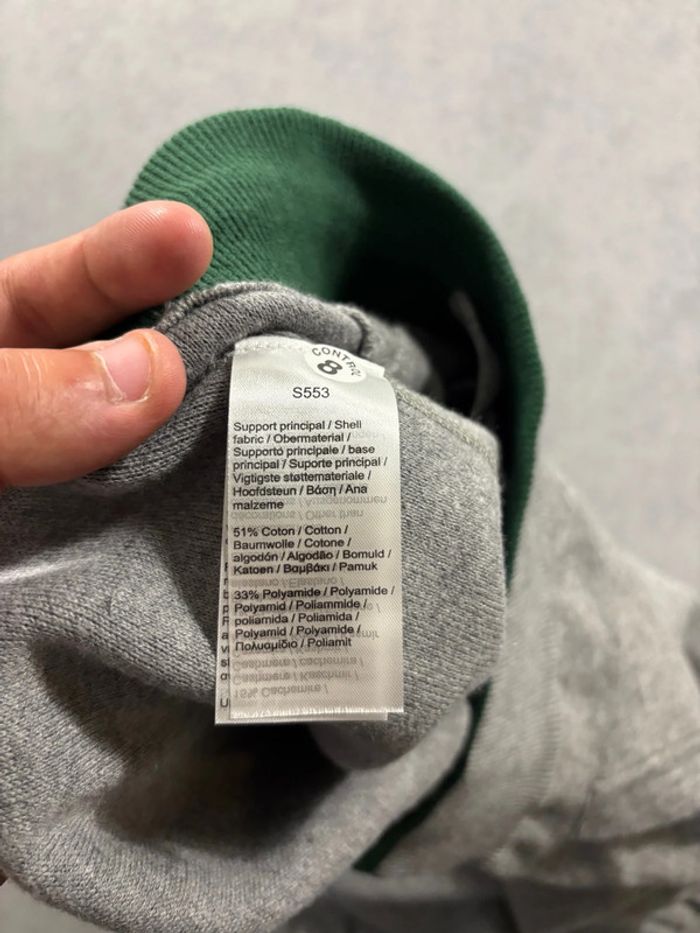 CONTROL
8
S553
Support principal / Shell
fabric / Obermaterial /
Supporto principale / base
principal / Suporte principal /
Vigtigste støttemateriale /
Hoofdsteun / Βάση / Ana
malzeme
51% Coton / Cotton /
Baumwolle / Cotone /
algodón / Algodão / Bomuld /
Katoen / Βαμβάκι / Pamuk
33% Polyamide / Polyamide /
Polyamid / Poliammide /
poliamida / Poliamida /
Polyamid / Polyamide /
Πολυαμίδιο / Poliamit